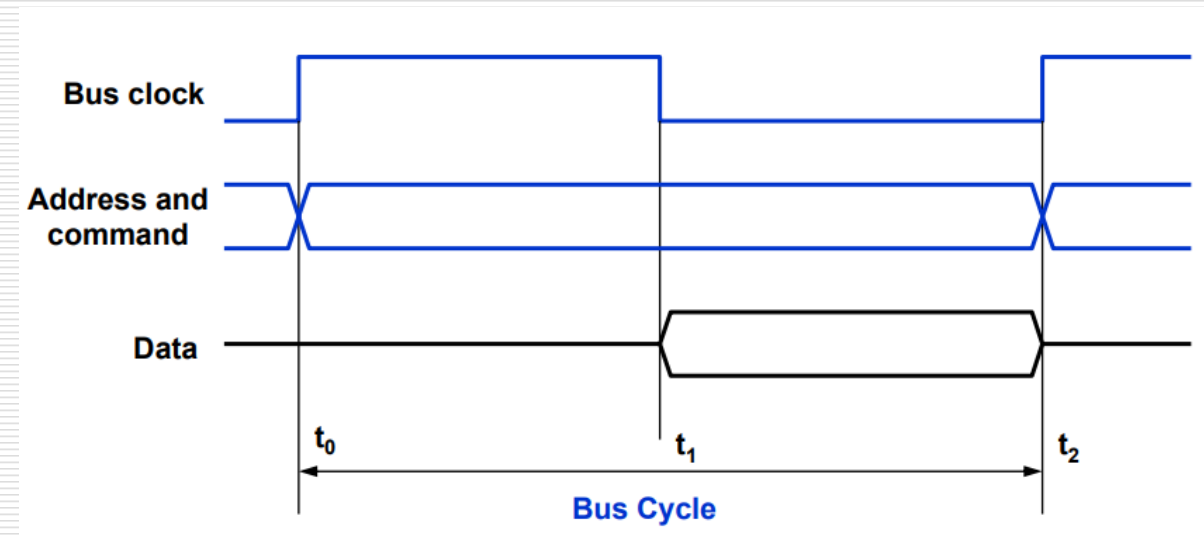 Bus clock
Address and
command
Data
t₀
t₁
t₂
Bus Cycle